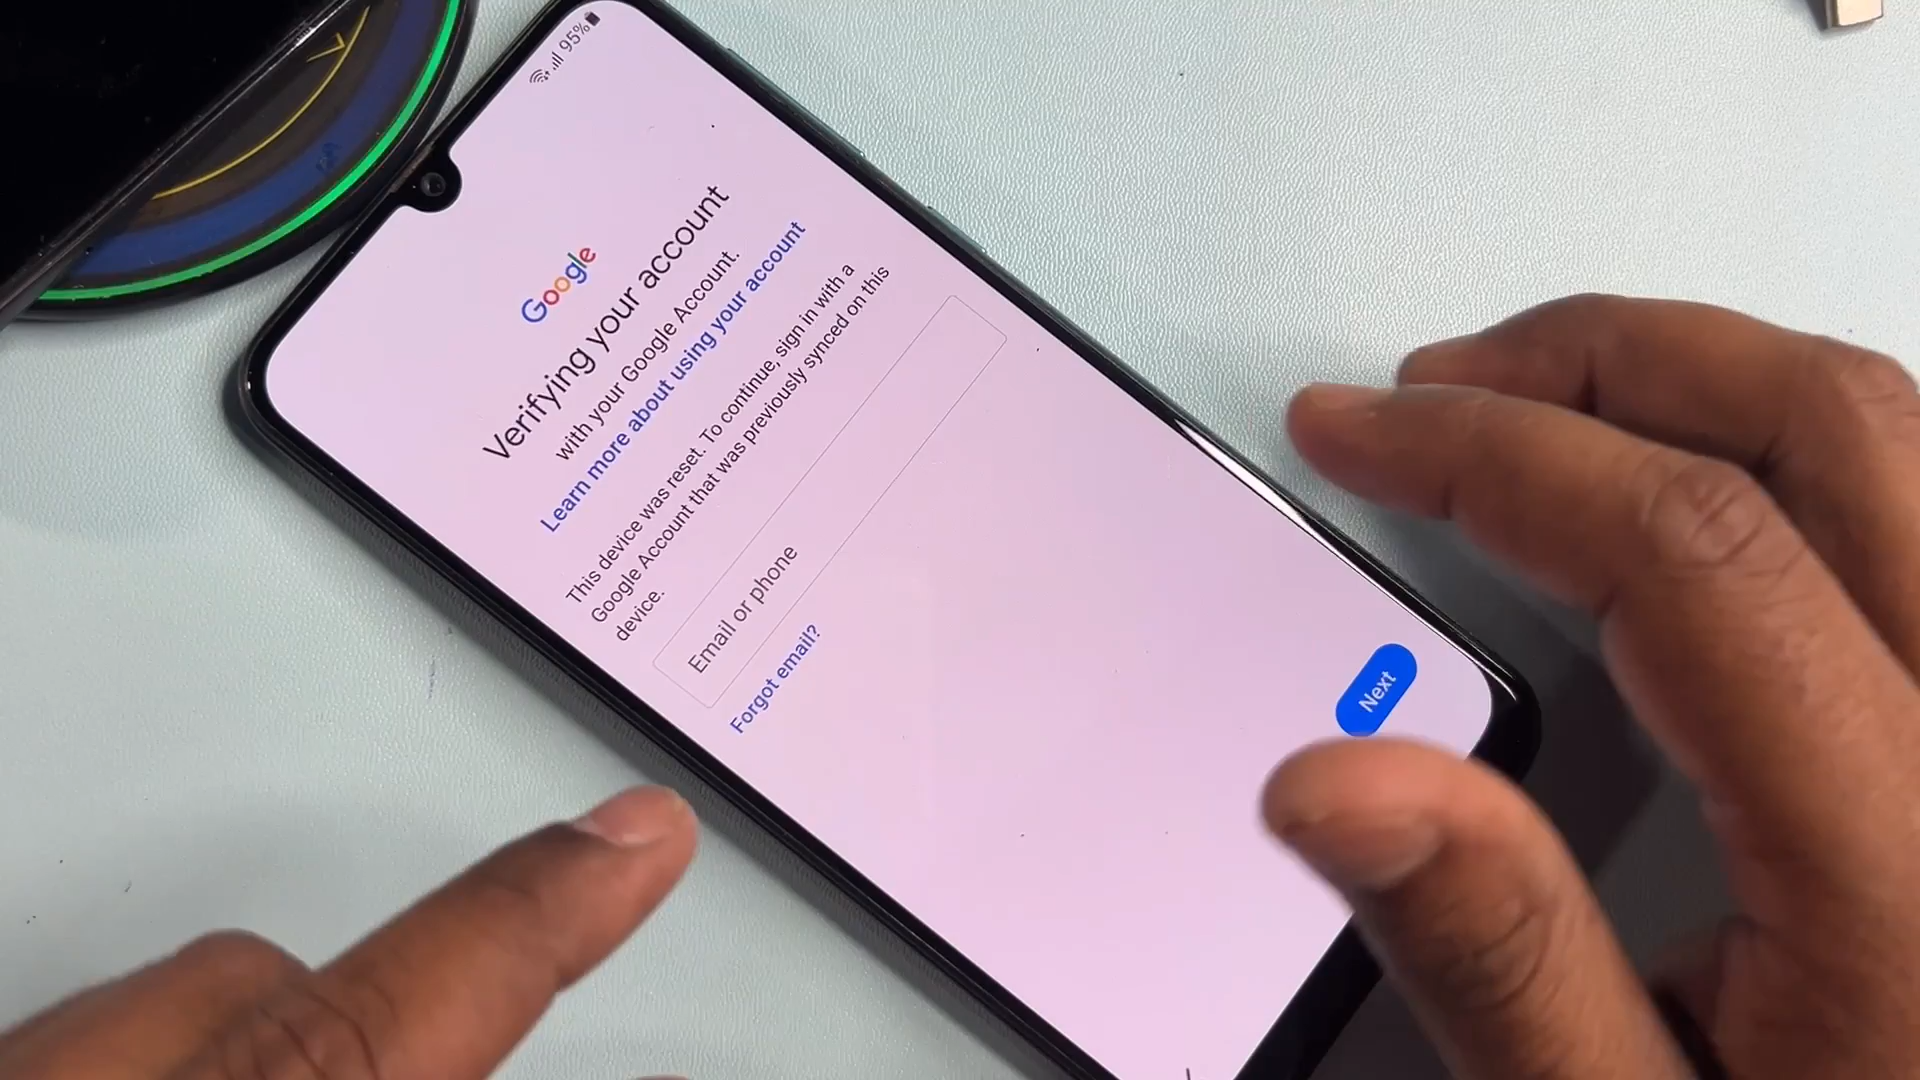 95%
Google
Verifying your account
with your Google Account.
Learn more about using your account
This device was reset. To continue, sign in with a
Google Account that was previously synced on this
device.
Email or phone
Forgot email?
Next